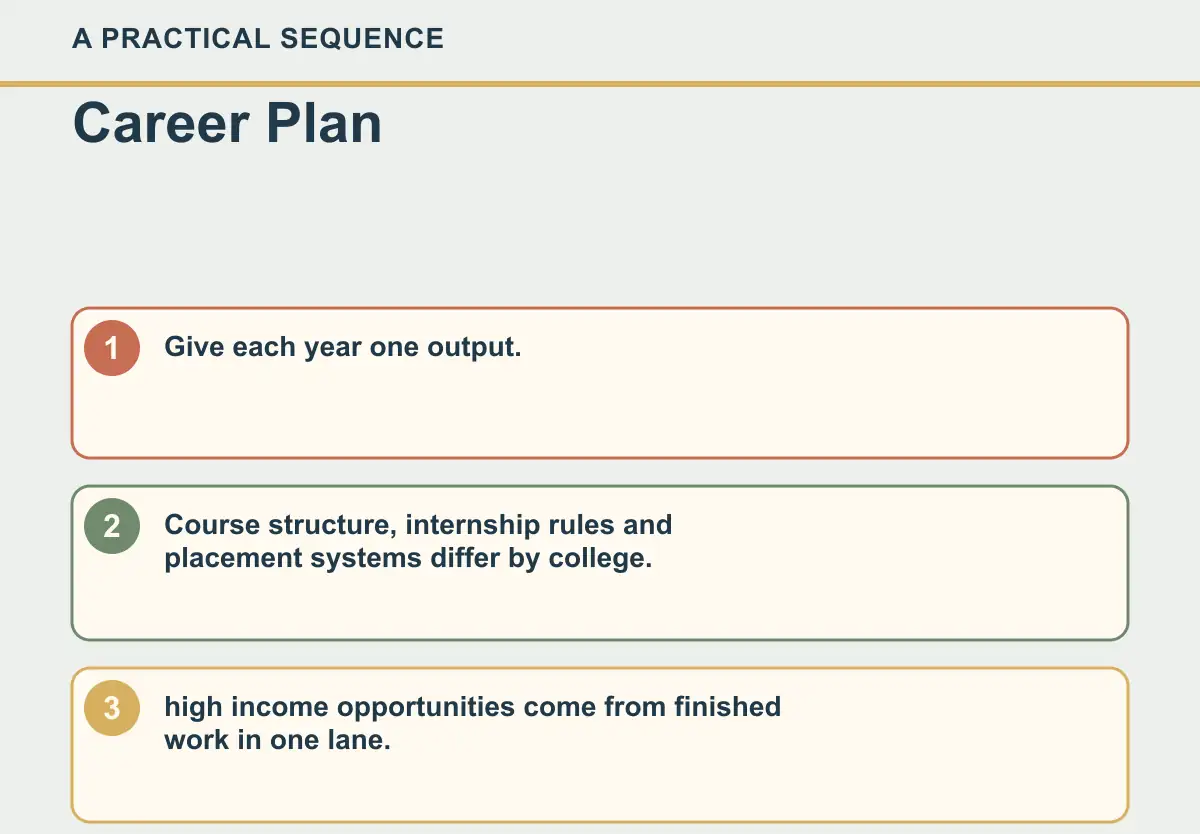 A PRACTICAL SEQUENCE
Career Plan
1
Give each year one output.
2
Course structure, internship rules and
placement systems differ by college.
3
high income opportunities come from finished
work in one lane.